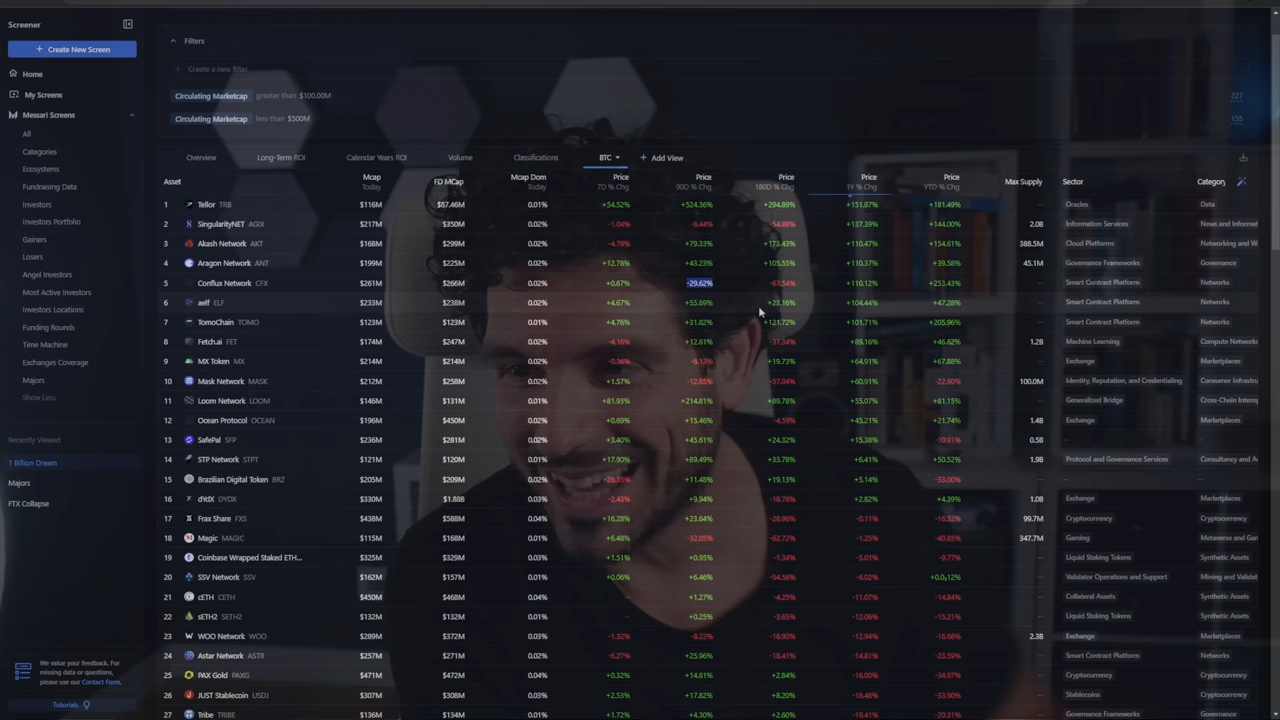 Screener
Create New Screen
Home
My Screens
Messari Screens
All
Categories
Ecosystems
Fundraising Data
Investors
Investors Portfolio
Gainers
Losers
Angel Investors
Most Active Investors
Investors Locations
Funding Rounds
Time Machine
Exchanges Coverage
Majors
Show Less
Recently Viewed
1 Billion Dream
Majors
FTX Collapse
We value your feedback. For
missing data or questions,
please use our Contact Form.
Tutorials
Filters
Create a new filter
Circulating Marketcap greater than $100.00M 227
Circulating Marketcap less than $500M 155
Overview Long-Term ROI Calendar Years ROI Volume Classifications BTC Add View
Asset Mcap Today FD MCap Mcap Dom Today Price 7D % Chg Price 90D % Chg Price 180D % Chg Price 1Y % Chg Price YTD % Chg Max Supply Sector Category
1 Tellor TRB $116M $87.46M 0.01% +54.52% +524.36% +294.89% +151.87% +181.49% -- Oracles Data
2 SingularityNET AGIX $217M $350M 0.02% -1.04% -8.44% -54.88% +137.39% +144.00% 2.0B Information Services News and Informat
3 Akash Network AKT $168M $299M 0.02% -4.78% +79.33% +173.43% +110.47% +154.61% 388.5M Cloud Platforms Networking and W
4 Aragon Network ANT $199M $225M 0.02% +12.78% +43.23% +105.55% +110.37% +39.58% 45.1M Governance Frameworks Governance
5 Conflux Network CFX $261M $266M 0.02% +0.67% -29.62% -67.54% +110.12% +253.43% -- Smart Contract Platform Networks
6 aelf ELF $233M $238M 0.02% +4.67% +55.69% +23.16% +104.44% +47.28% -- Smart Contract Platform Networks
7 TomoChain TOMO $123M $123M 0.01% +4.76% +31.82% +121.72% +101.71% +205.96% -- Smart Contract Platform Networks
8 Fetch.ai FET $174M $247M 0.02% -4.16% +12.61% -37.34% +89.16% +46.62% 1.2B Machine Learning Compute Network
9 MX Token MX $214M $214M 0.02% -0.36% -6.13% +19.73% +64.91% +67.88% -- Exchange Marketplaces
10 Mask Network MASK $212M $258M 0.02% +1.57% -12.85% -57.04% +60.91% -22.90% 100.0M Identity, Reputation, and Credentialing Consumer Infrastru
11 Loom Network LOOM $146M $131M 0.01% +81.93% +214.81% +89.78% +55.07% +81.15% -- Generalized Bridge Cross-Chain Interop
12 Ocean Protocol OCEAN $196M $450M 0.02% +0.69% +15.46% -4.59% +45.21% +21.74% 1.4B Exchange Marketplaces
13 SafePal SFP $236M $281M 0.02% +3.40% +45.61% +24.32% +15.38% -10.91% 0.5B -- --
14 STP Network STPT $121M $120M 0.01% +17.90% +89.49% +33.78% +6.41% +50.52% 1.9B Protocol and Governance Services Consultancy and A
15 Brazilian Digital Token BRZ $205M $209M 0.02% +11.48% +19.13% +5.14% -33.00% -- -- --
16 dYdX DYDX $330M $1.88B 0.03% -2.43% +9.94% -18.76% +2.82% +4.39% 1.0B Exchange Marketplaces
17 Frax Share FXS $438M $588M 0.04% +16.28% +23.64% -28.96% -0.11% -16.52% 99.7M Cryptocurrency Cryptocurrency
18 Magic MAGIC $115M $168M 0.01% +6.48% -32.05% -62.72% -1.25% -40.85% 347.7M Gaming Metaverse and Gan
19 Coinbase Wrapped Staked ETH... $325M $329M 0.03% +1.51% +0.95% -1.34% -5.01% -9.77% -- Liquid Staking Tokens Synthetic Assets
20 SSV Network SSV $162M $157M 0.01% +0.06% +6.46% -54.56% -6.02% +0.0₂12% -- Validator Operations and Support Mining and Validat
21 cETH CETH $450M $468M 0.04% -- +1.27% -4.25% -11.07% -14.84% -- Collateral Assets Synthetic Assets
22 sETH2 SETH2 $132M $132M 0.01% -- +0.25% -3.65% -12.06% -15.21% -- Liquid Staking Tokens Synthetic Assets
23 WOO Network WOO $289M $372M 0.03% -1.32% -8.22% -16.90% -12.94% -16.68% 2.3B Exchange Marketplaces
24 Astar Network ASTR $257M $271M 0.03% -6.27% +25.96% -18.41% -14.81% -23.59% -- Smart Contract Platform Networks
25 PAX Gold PAXG $471M $472M 0.04% +0.32% +14.81% +2.84% -16.00% -34.97% -- Cryptocurrency Cryptocurrency
26 JUST Stablecoin USDJ $307M $308M 0.03% +2.53% +17.82% +8.20% -18.46% -33.90% -- Stablecoins Cryptocurrency
27 Tribe TRIBE $136M $134M 0.01% +1.72% +4.30% +2.60% -19.41% -20.31% -- Governance Frameworks Governance